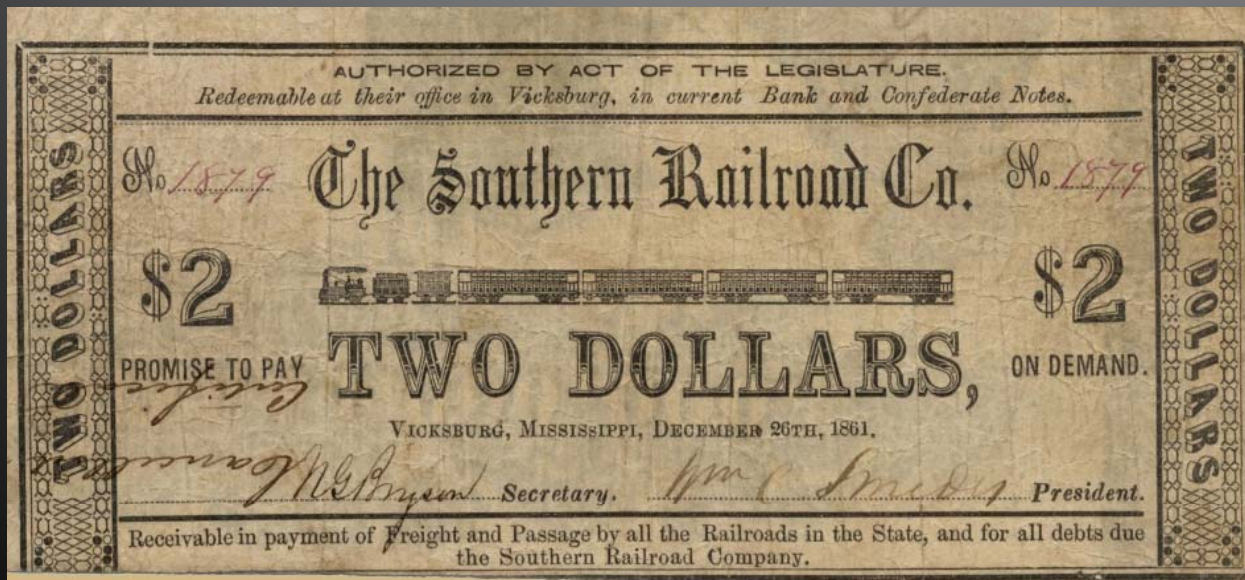 AUTHORIZED BY ACT OF THE LEGISLATURE.
Redeemable at their office in Vicksburg, in current Bank and Confederate Notes.
No 1879 The Southern Railroad Co. No 1879
$2 $2
PROMISE TO PAY TWO DOLLARS, ON DEMAND.
VICKSBURG, MISSISSIPPI, DECEMBER 26TH, 1861.
Secretary. Wm C Smedes President.
Receivable in payment of Freight and Passage by all the Railroads in the State, and for all debts due
the Southern Railroad Company.
TWO DOLLARS
TWO DOLLARS